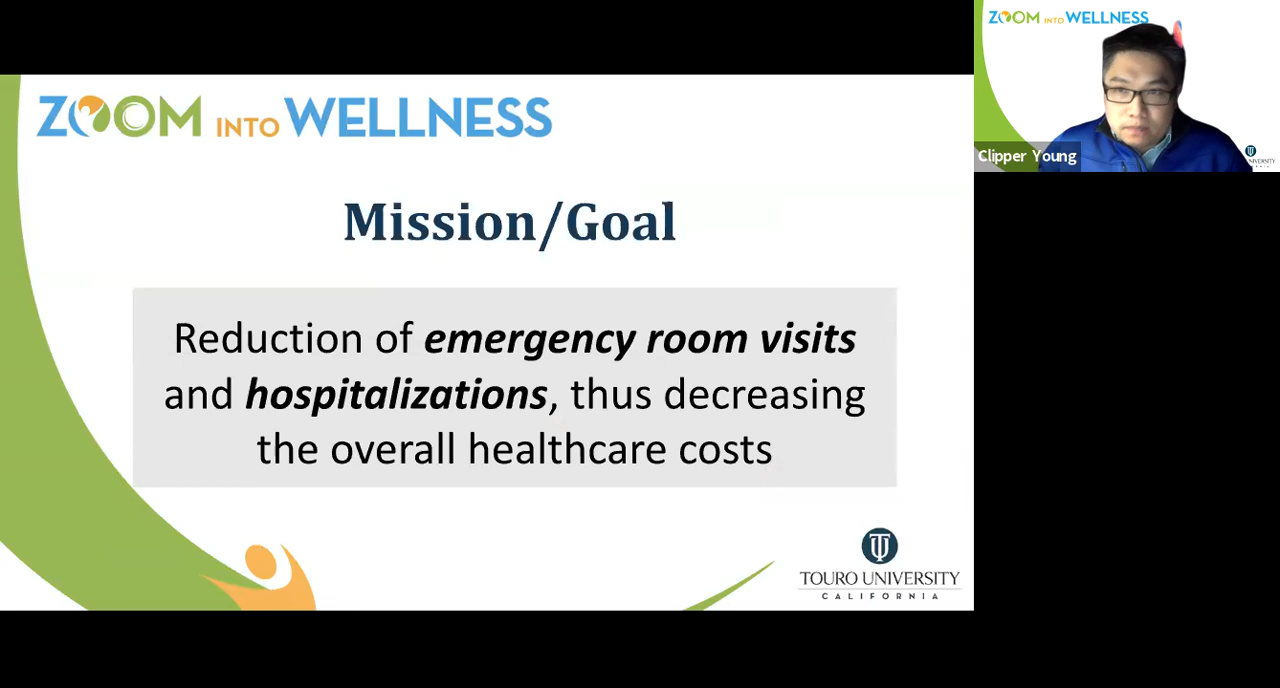 ZOOM INTO WELLNESS
Mission/Goal
Reduction of emergency room visits
and hospitalizations, thus decreasing
the overall healthcare costs
TOURO UNIVERSITY
CALIFORNIA
ZOOM INTO WELLNESS
Clipper Young